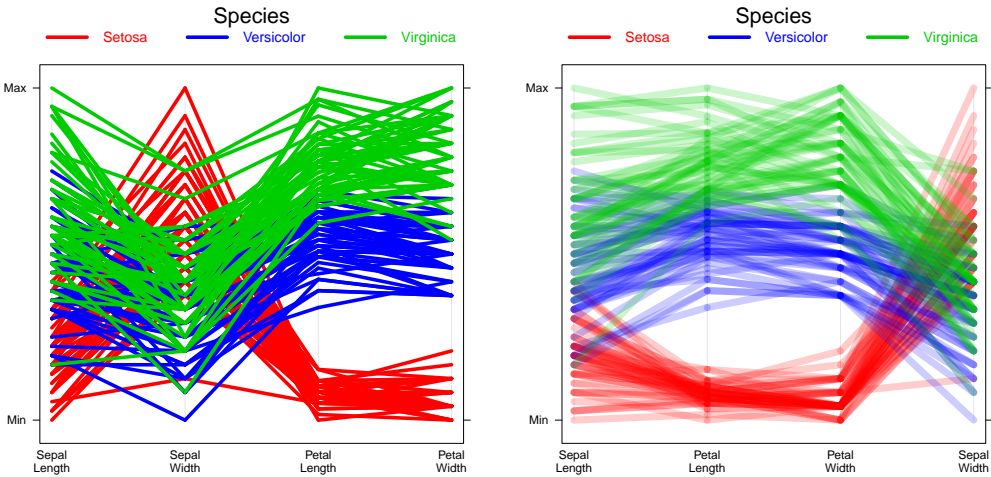 Species
Setosa Versicolor Virginica
Max
Min
Sepal Length
Sepal Width
Petal Length
Petal Width
Species
Setosa Versicolor Virginica
Max
Min
Sepal Length
Petal Length
Petal Width
Sepal Width